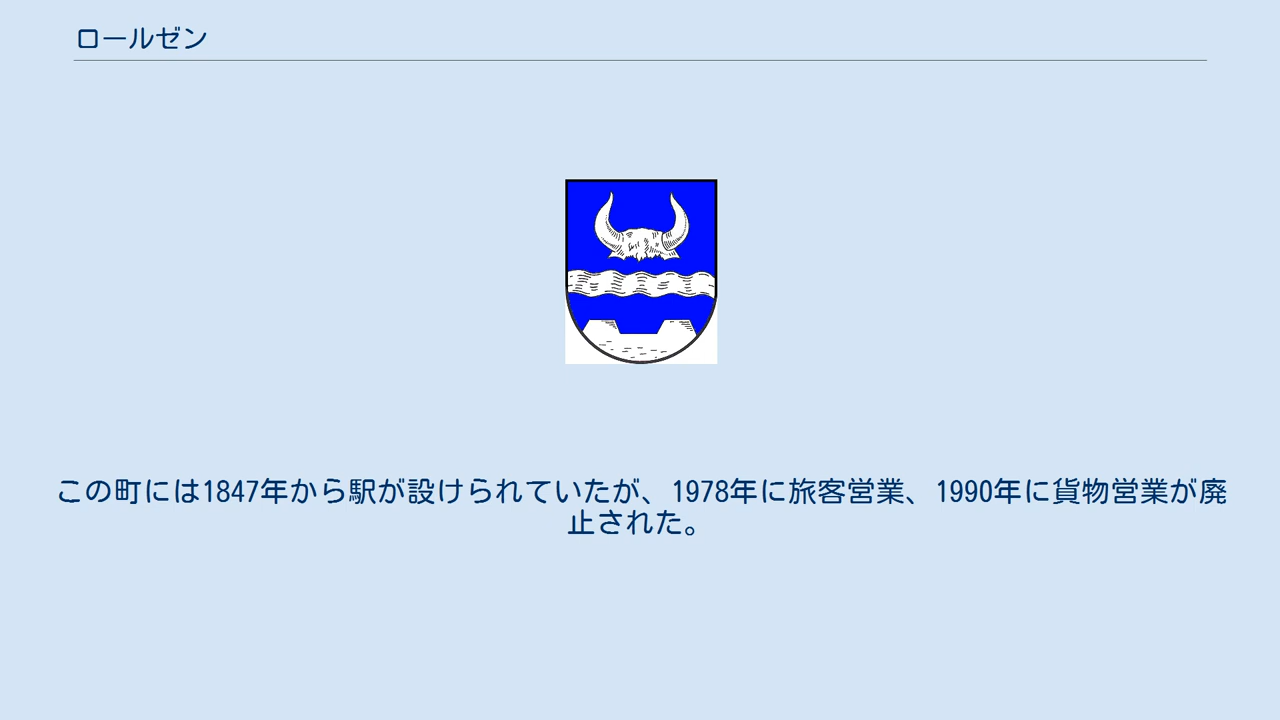 ロールゼン
この町には1847年から駅が設けられていたが、1978年に旅客営業、1990年に貨物営業が廃
止された。